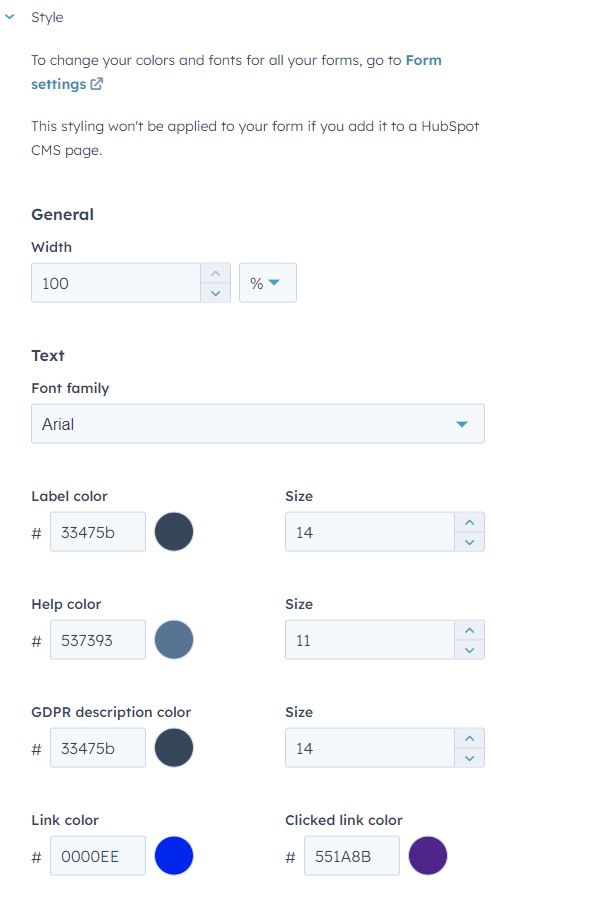 Style
To change your colors and fonts for all your forms, go to Form
settings
This styling won't be applied to your form if you add it to a HubSpot
CMS page.
General
Width
100 %
Text
Font family
Arial
Label color Size
# 33475b 14
Help color Size
# 537393 11
GDPR description color Size
# 33475b 14
Link color Clicked link color
# 0000EE # 551A8B